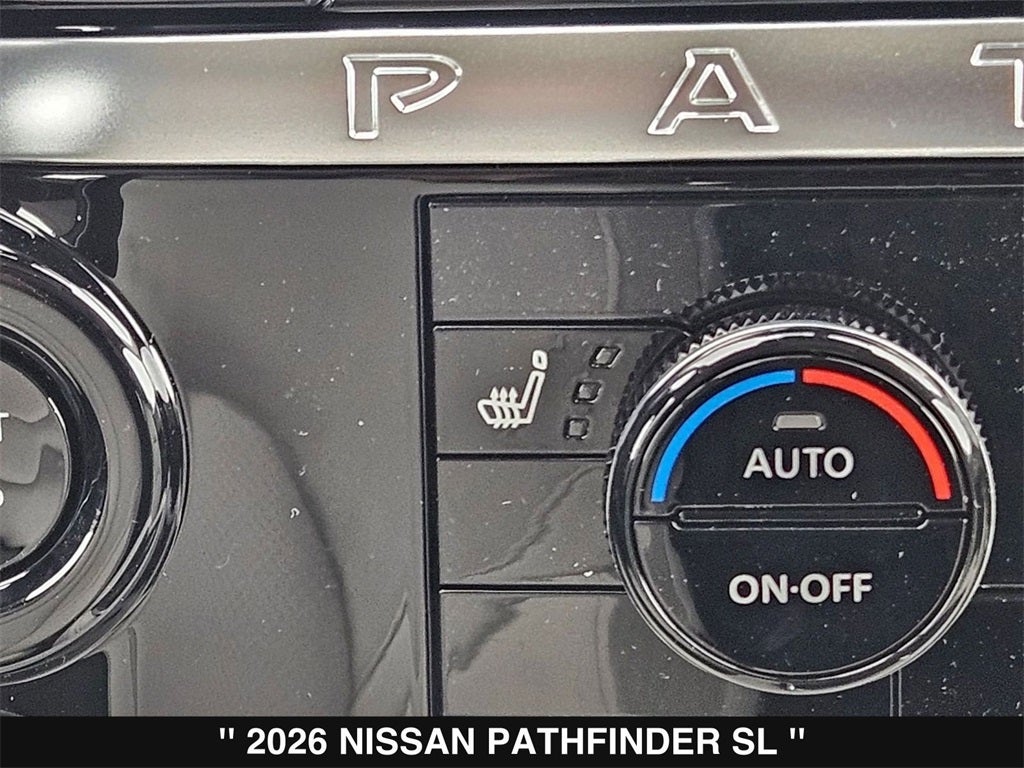 P A T
AUTO
ON·OFF
" 2026 NISSAN PATHFINDER SL "